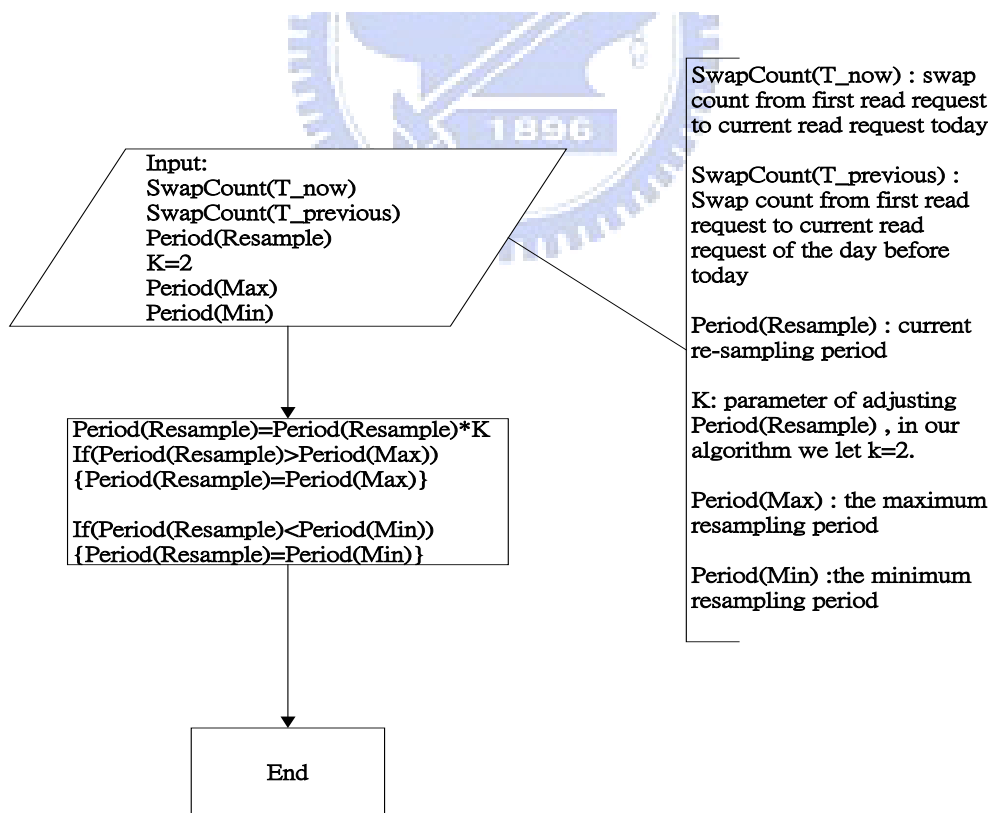 1896
Input:
SwapCount(T_now)
SwapCount(T_previous)
Period(Resample)
K=2
Period(Max)
Period(Min)
SwapCount(T_now) : swap
count from first read request
to current read request today
SwapCount(T_previous) :
Swap count from first read
request to current read
request of the day before
today
Period(Resample) : current
re-sampling period
K: parameter of adjusting
Period(Resample) , in our
algorithm we let k=2.
Period(Max) : the maximum
resampling period
Period(Min) :the minimum
resampling period
Period(Resample)=Period(Resample)*K
If(Period(Resample)>Period(Max))
{Period(Resample)=Period(Max)}
If(Period(Resample)<Period(Min))
{Period(Resample)=Period(Min)}
End